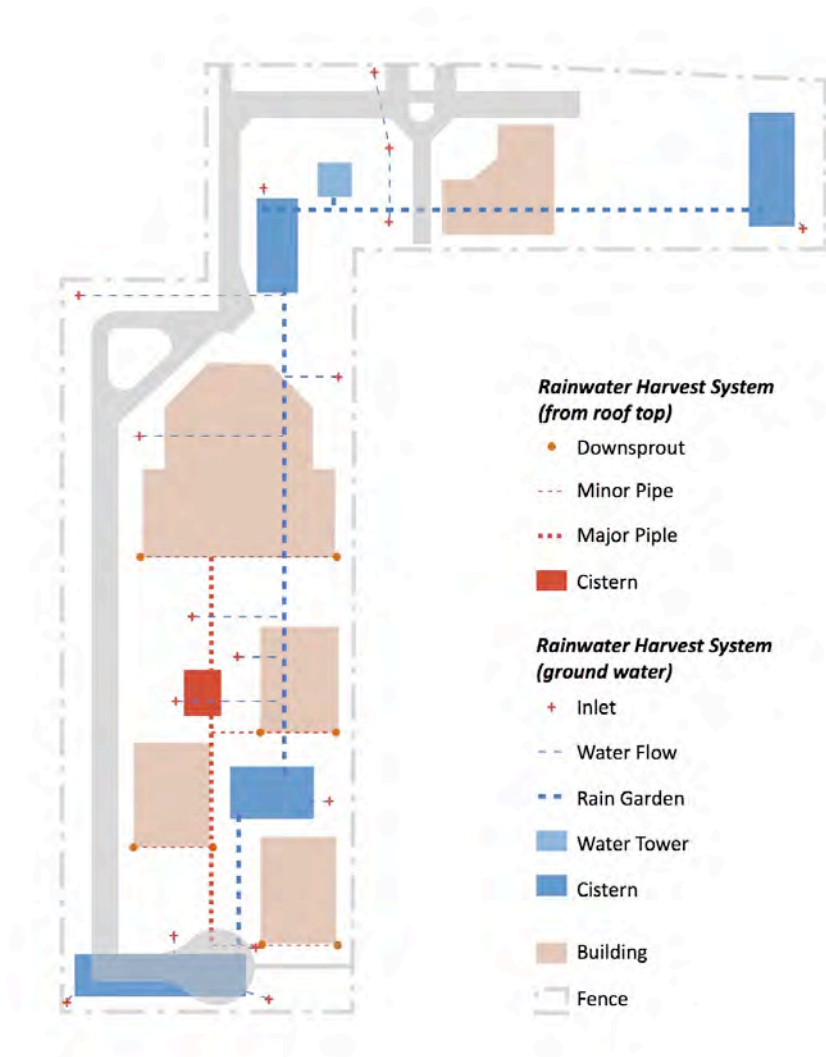 Rainwater Harvest System
(from roof top)
Downsprout
Minor Pipe
Major Piple
Cistern
Rainwater Harvest System
(ground water)
Inlet
Water Flow
Rain Garden
Water Tower
Cistern
Building
Fence